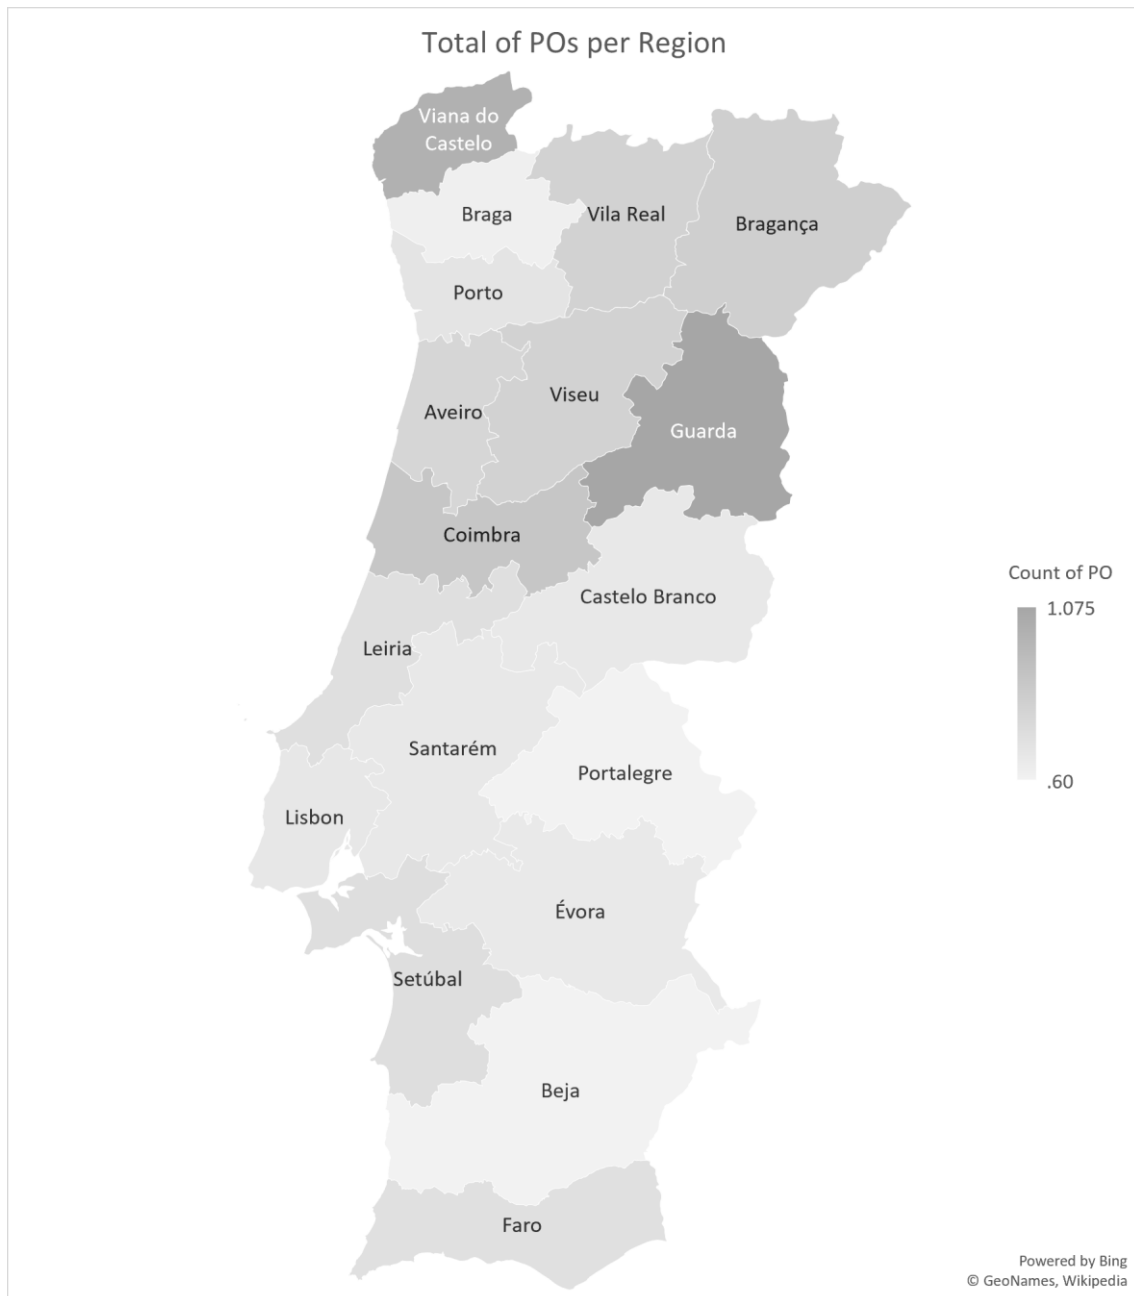 Total of POs per Region
Viana do
Castelo
Braga
Vila Real
Bragança
Porto
Aveiro
Viseu
Guarda
Coimbra
Castelo Branco
Count of PO
1.075
.60
Leiria
Santarém
Portalegre
Lisbon
Évora
Setúbal
Beja
Faro
Powered by Bing
© GeoNames, Wikipedia